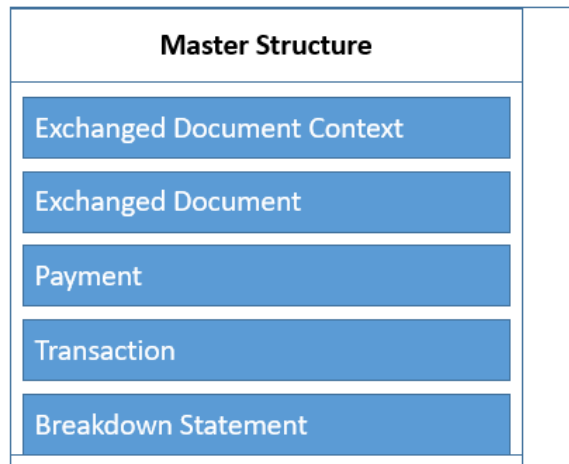 Master Structure
Exchanged Document Context
Exchanged Document
Payment
Transaction
Breakdown Statement